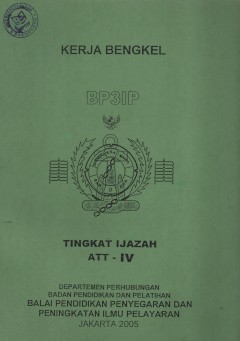 KERJA BENGKEL
BP3IP
TINGKAT IJAZAH
ATT - IV
DEPARTEMEN PERHUBUNGAN
BADAN PENDIDIKAN DAN PELATIHAN
BALAI PENDIDIKAN PENYEGARAN DAN
PENINGKATAN ILMU PELAYARAN
JAKARTA 2005